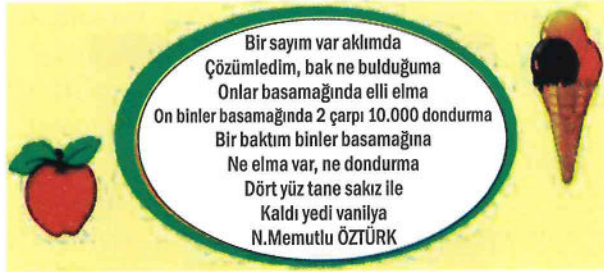 Bir sayım var aklımda
Çözümledim, bak ne bulduğuma
Onlar basamağında elli elma
On binler basamağında 2 çarpı 10.000 dondurma
Bir baktım binler basamağına
Ne elma var, ne dondurma
Dört yüz tane sakız ile
Kaldı yedi vanilya
N.Memutlu ÖZTÜRK